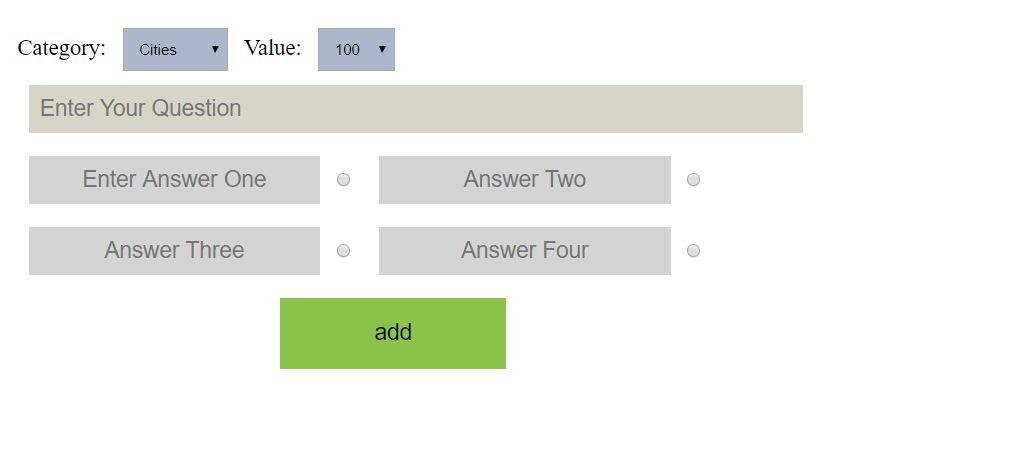 Category: Cities Value: 100
Enter Your Question
Enter Answer One Answer Two
Answer Three Answer Four
add